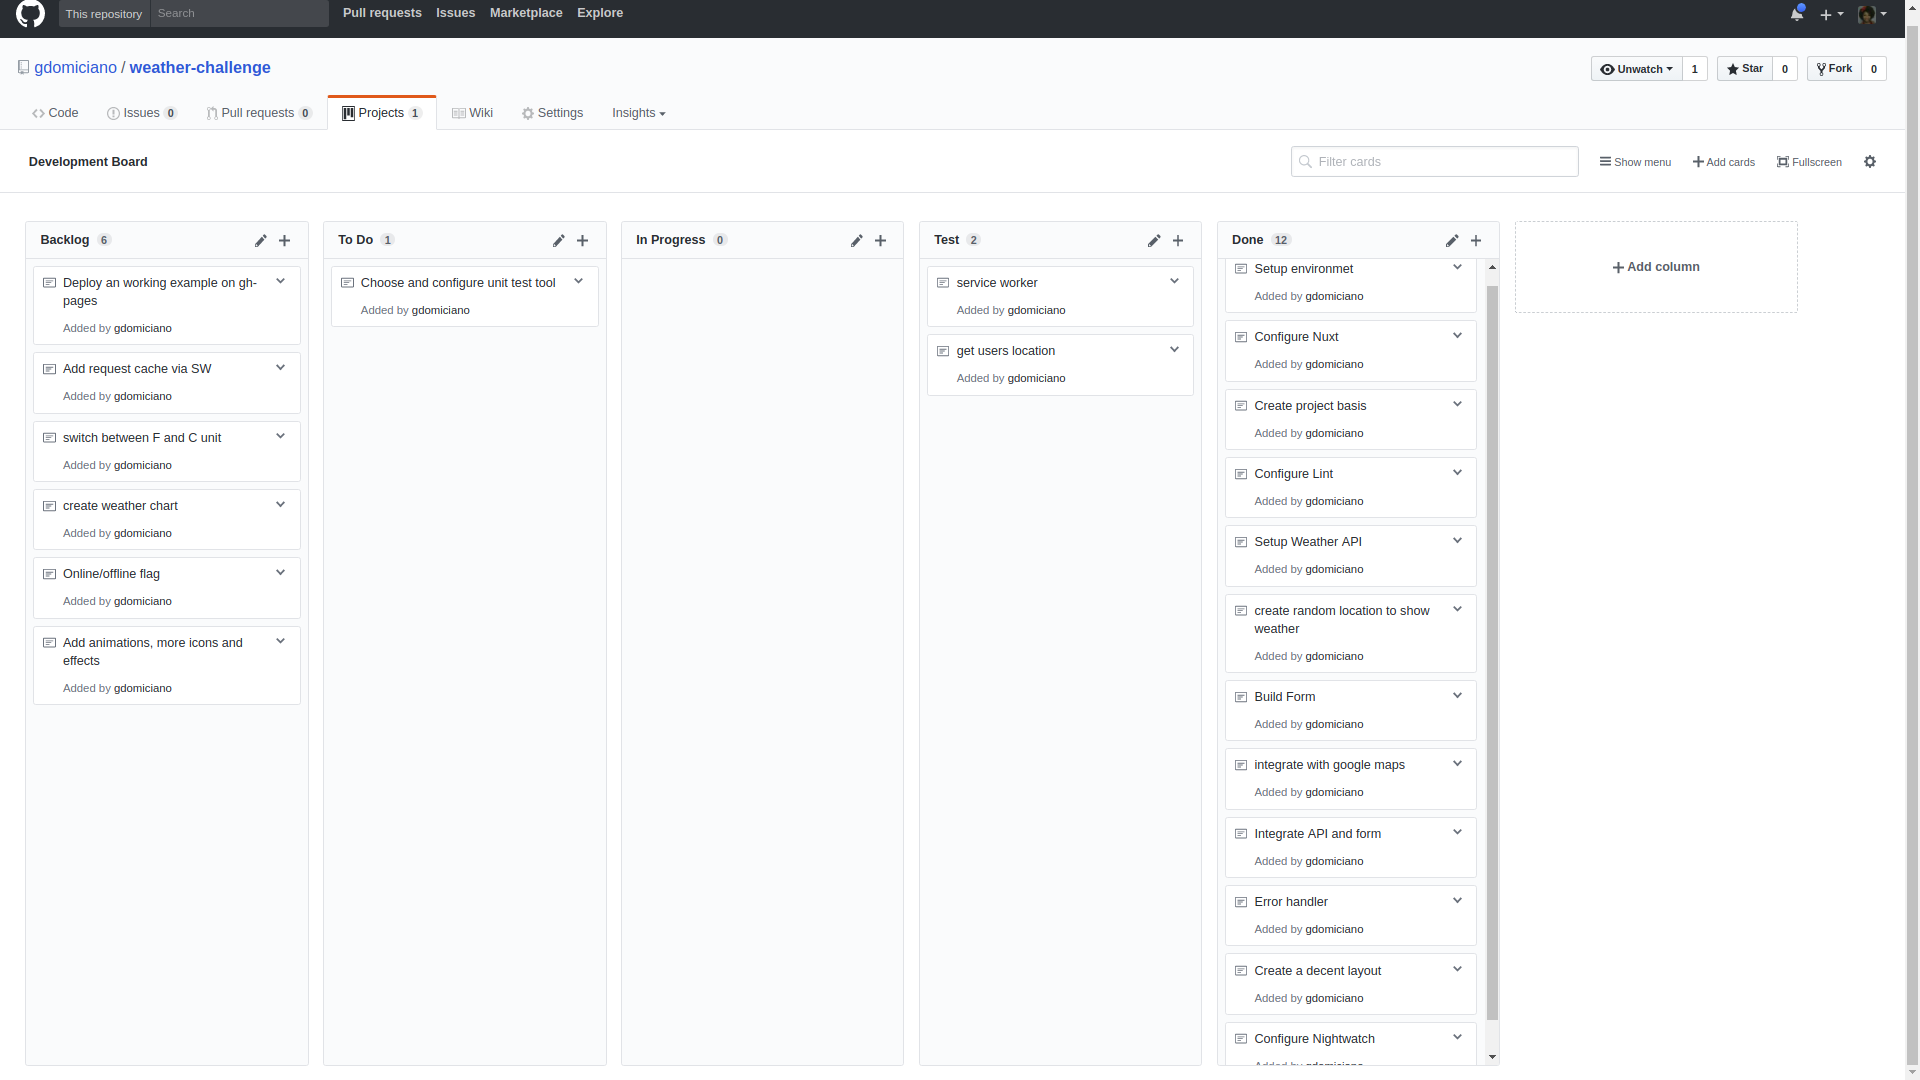 This repository Search Pull requests Issues Marketplace Explore
gdomiciano / weather-challenge Unwatch 1 Star 0 Fork 0
Code Issues 0 Pull requests 0 Projects 1 Wiki Settings Insights
Development Board Filter cards Show menu Add cards Fullscreen
Backlog 6
Deploy an working example on gh-
pages
Added by gdomiciano
Add request cache via SW
Added by gdomiciano
switch between F and C unit
Added by gdomiciano
create weather chart
Added by gdomiciano
Online/offline flag
Added by gdomiciano
Add animations, more icons and
effects
Added by gdomiciano
To Do 1
Choose and configure unit test tool
Added by gdomiciano
In Progress 0
Test 2
service worker
Added by gdomiciano
get users location
Added by gdomiciano
Done 12
Setup environmet
Added by gdomiciano
Configure Nuxt
Added by gdomiciano
Create project basis
Added by gdomiciano
Configure Lint
Added by gdomiciano
Setup Weather API
Added by gdomiciano
create random location to show
weather
Added by gdomiciano
Build Form
Added by gdomiciano
integrate with google maps
Added by gdomiciano
Integrate API and form
Added by gdomiciano
Error handler
Added by gdomiciano
Create a decent layout
Added by gdomiciano
Configure Nightwatch
Added by gdomiciano
Add column